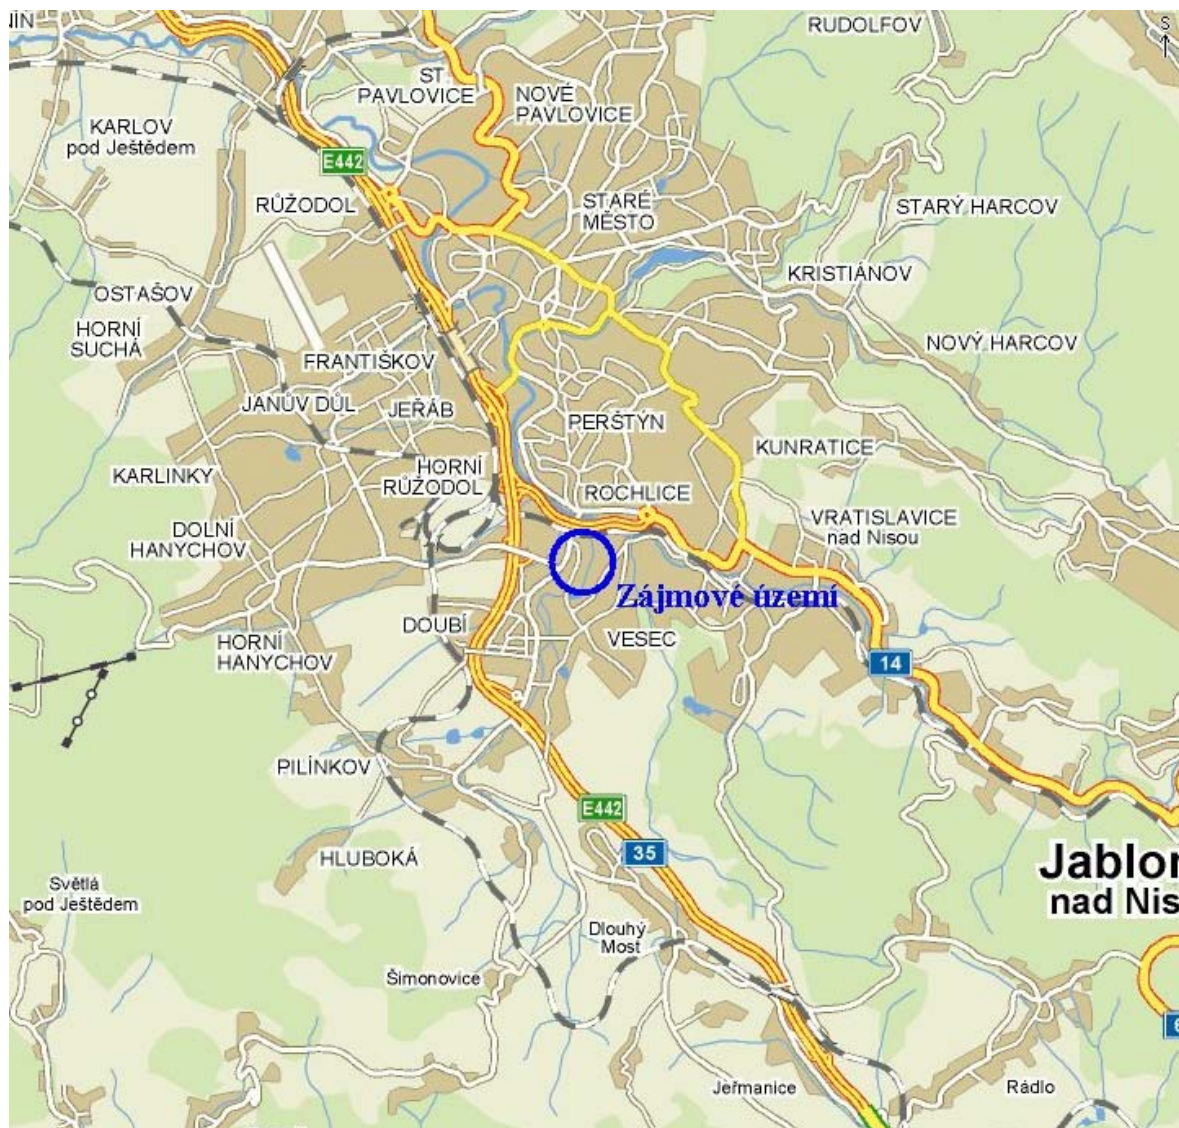 RUDOLFOV
S
ST.
PAVLOVICE
NOVÉ
PAVLOVICE
KARLOV
pod Ještědem
E442
RŮŽODOL
STARÉ
MĚSTO
STARÝ HARCOV
KRISTIÁNOV
OSTAŠOV
HORNÍ
SUCHÁ
NOVÝ HARCOV
FRANTIŠKOV
JANŮV DŮL
JEŘÁB
PERŠTÝN
KUNRATICE
KARLINKY
HORNÍ
RŮŽODOL
ROCHLICE
DOLNÍ
HANYCHOV
VRATISLAVICE
nad Nisou
Zájmové území
DOUBÍ
VESEC
HORNÍ
HANYCHOV
14
PILÍNKOV
E442
35
HLUBOKÁ
Jablon
nad Nis
Světlá
pod Ještědem
Dlouhý
Most
Šimonovice
Jeřmanice
Rádlo